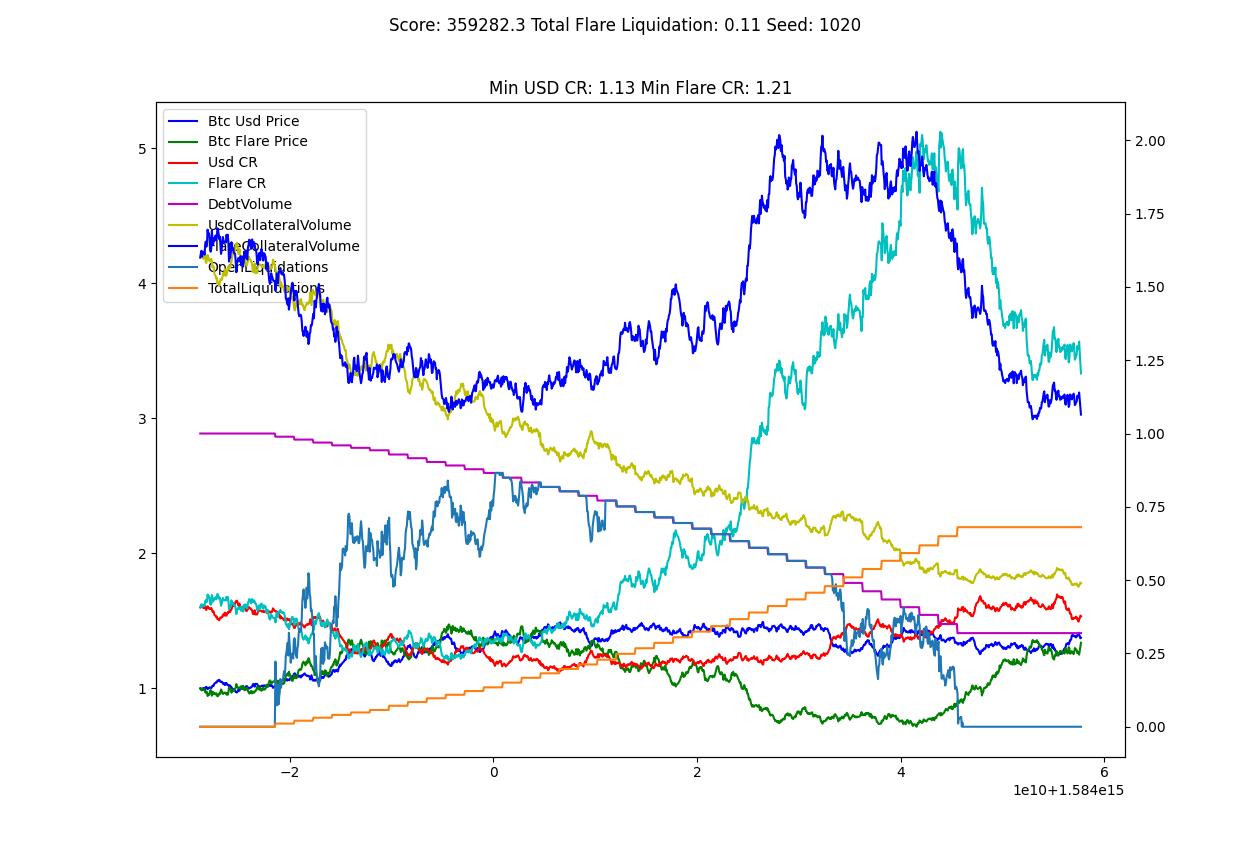 Score: 359282.3 Total Flare Liquidation: 0.11 Seed: 1020
Min USD CR: 1.13 Min Flare CR: 1.21
Btc Usd Price
Btc Flare Price
Usd CR
Flare CR
DebtVolume
UsdCollateralVolume
FlareCollateralVolume
OpenLiquidations
TotalLiquidations
5
4
3
2
1
2.00
1.75
1.50
1.25
1.00
0.75
0.50
0.25
0.00
−2 0 2 4 6
1e10+1.584e15